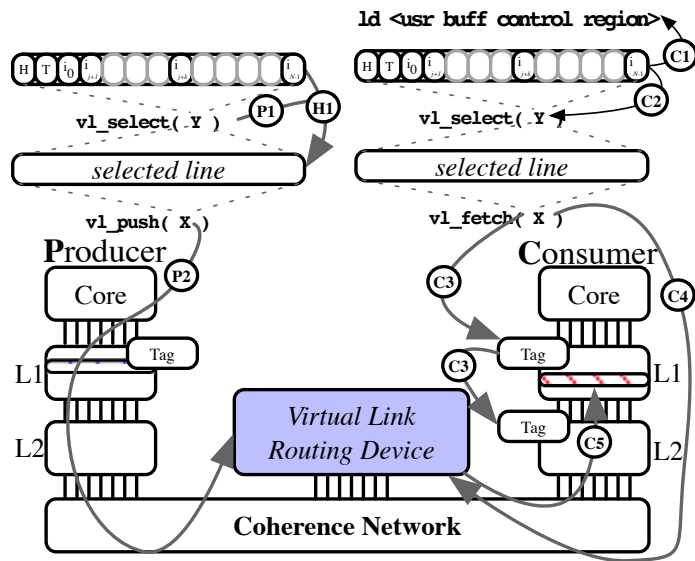 ld <usr buff control region>
H T i0 i j+1 i j+k i N-1
H T i0 i j+1 i j+k i N-1
C1
P1 H1
C2
vl_select( Y )
vl_select( Y )
selected line
selected line
vl_push( X )
vl_fetch( X )
Producer
Consumer
P2
C3
C4
Core
Core
Tag
Tag
C3
L1
L1
Virtual Link
Routing Device
Tag
L2
C5
L2
Coherence Network